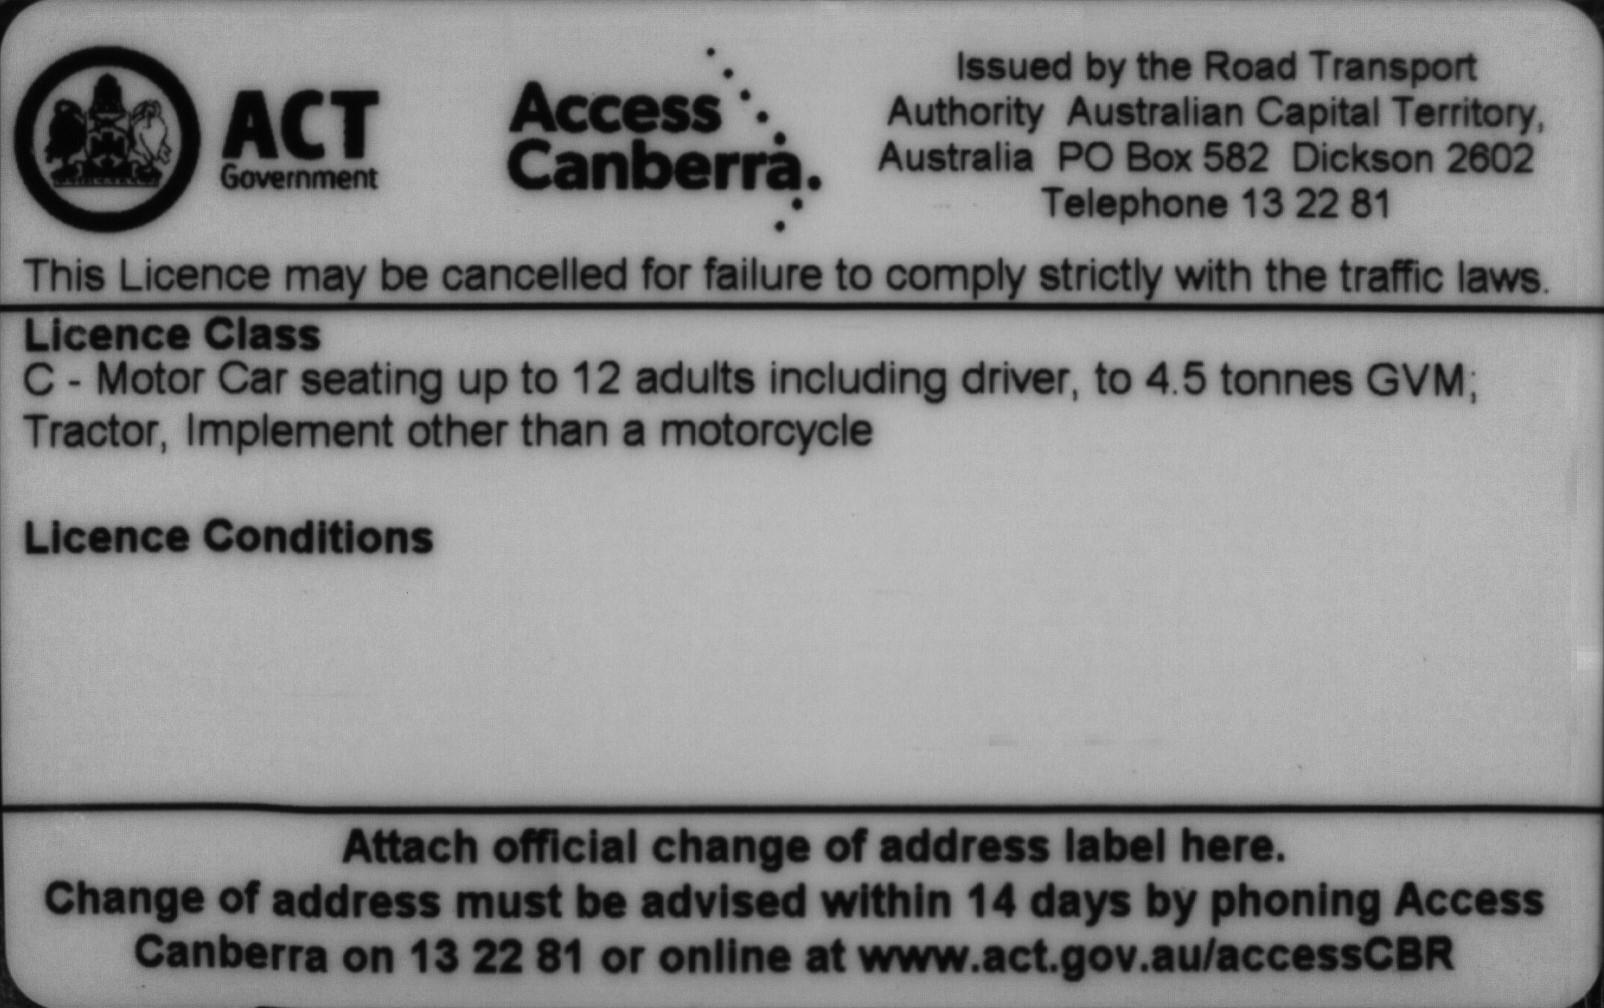 ACT
Government
Access
Canberra.
Issued by the Road Transport
Authority Australian Capital Territory,
Australia PO Box 582 Dickson 2602
Telephone 13 22 81
This Licence may be cancelled for failure to comply strictly with the traffic laws.
Licence Class
C - Motor Car seating up to 12 adults including driver, to 4.5 tonnes GVM;
Tractor, Implement other than a motorcycle
Licence Conditions
Attach official change of address label here.
Change of address must be advised within 14 days by phoning Access
Canberra on 13 22 81 or online at www.act.gov.au/accessCBR